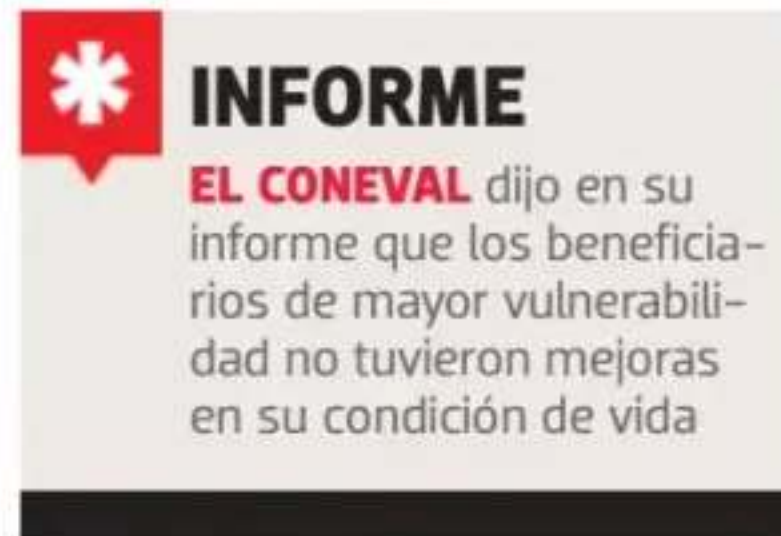 INFORME
EL CONEVAL dijo en su
informe que los beneficia-
rios de mayor vulnerabili-
dad no tuvieron mejoras
en su condición de vida